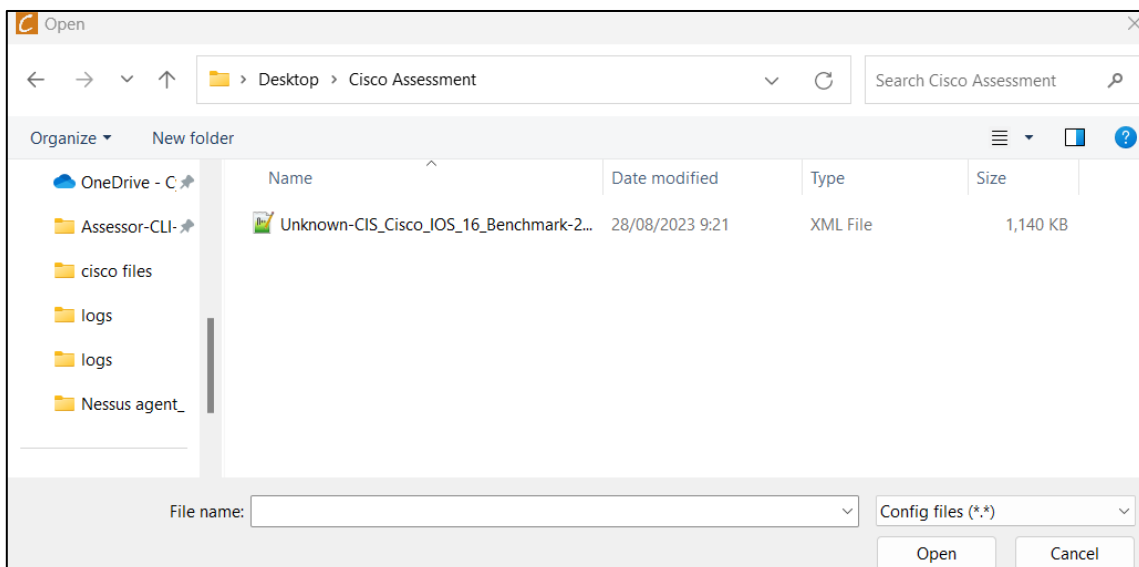 Open
Desktop > Cisco Assessment
Search Cisco Assessment
Organize
New folder
Name
Date modified
Type
Size
OneDrive - C
Assessor-CLI-
cisco files
logs
logs
Nessus agent_
Unknown-CIS_Cisco_IOS_16_Benchmark-2... 28/08/2023 9:21 XML File 1,140 KB
File name:
Config files (*.*)
Open
Cancel